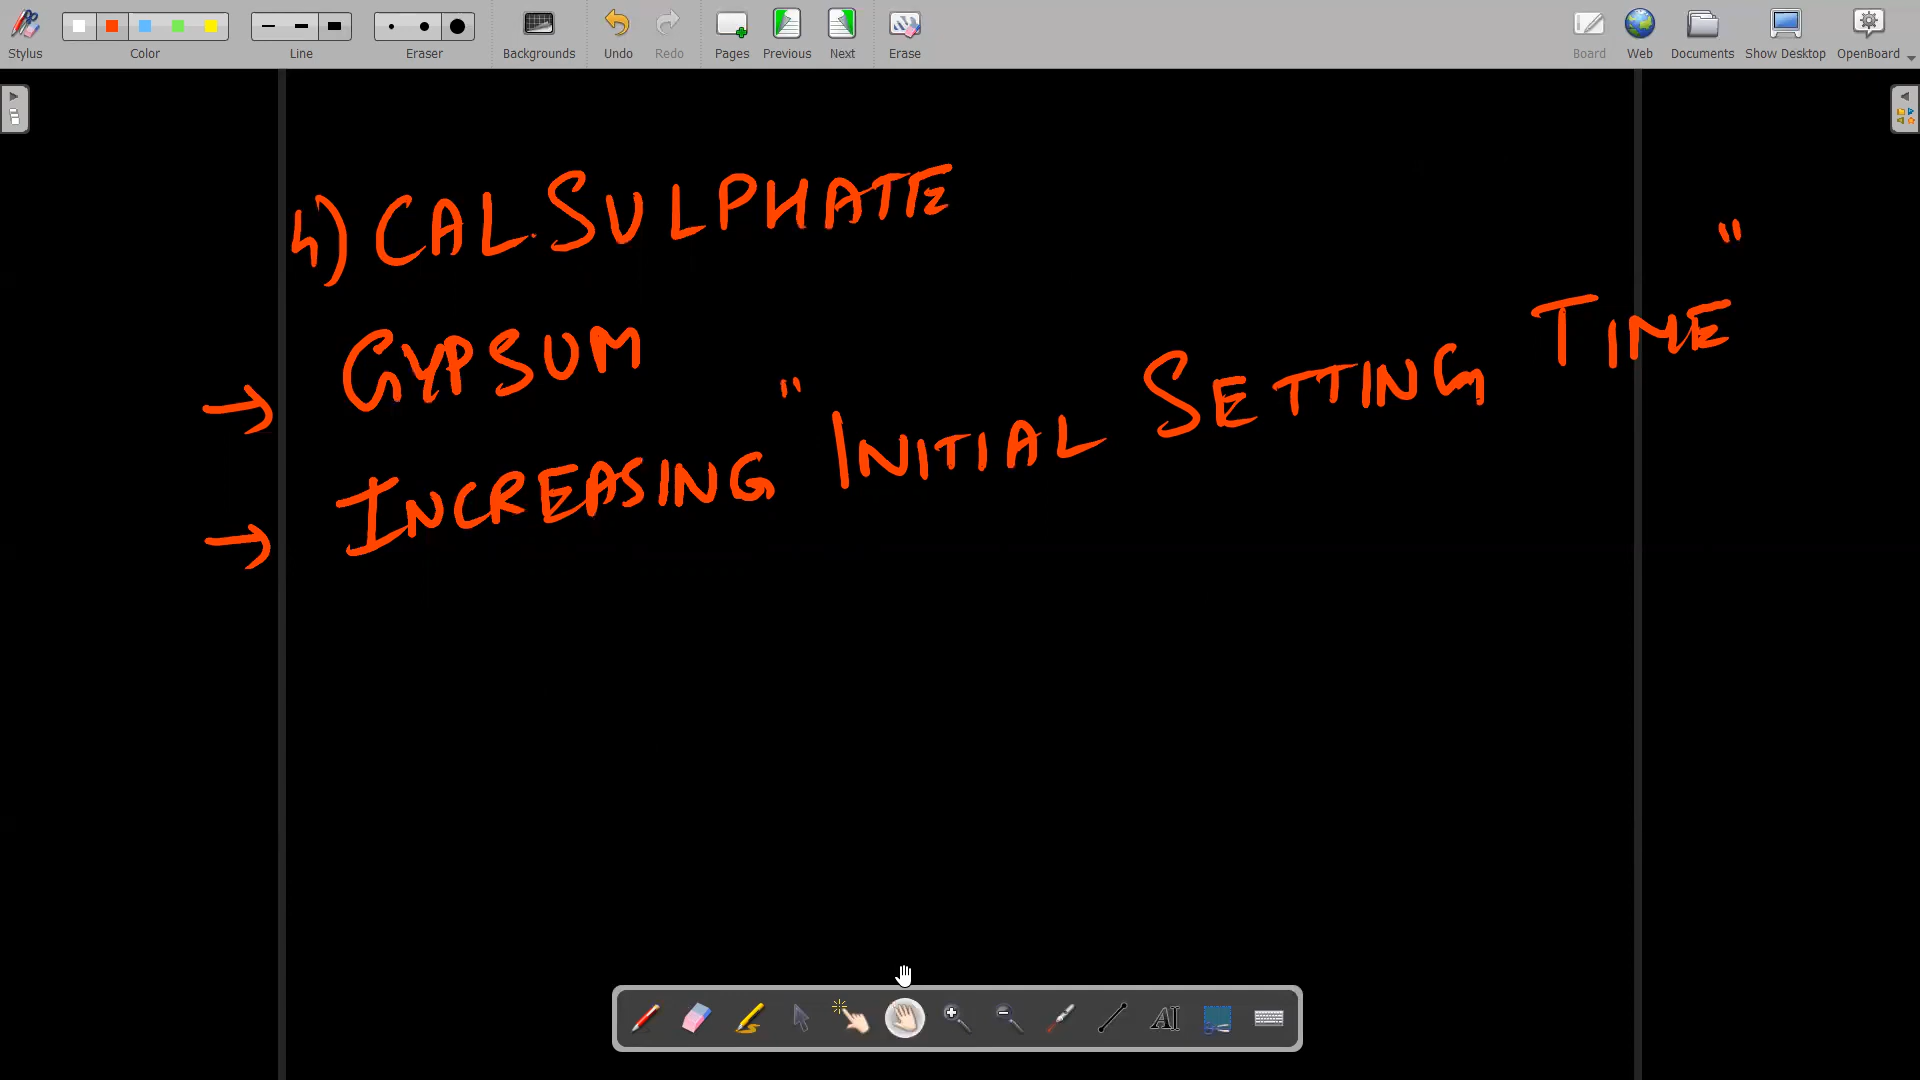 Stylus
Color
Line
Eraser
Backgrounds
Undo
Redo
Pages
Previous
Next
Erase
Board
Web
Documents
Show Desktop
OpenBoard
4) CAL. SULPHATE
→ GYPSUM
→ INCREASING "INITIAL SETTING TIME"
AI